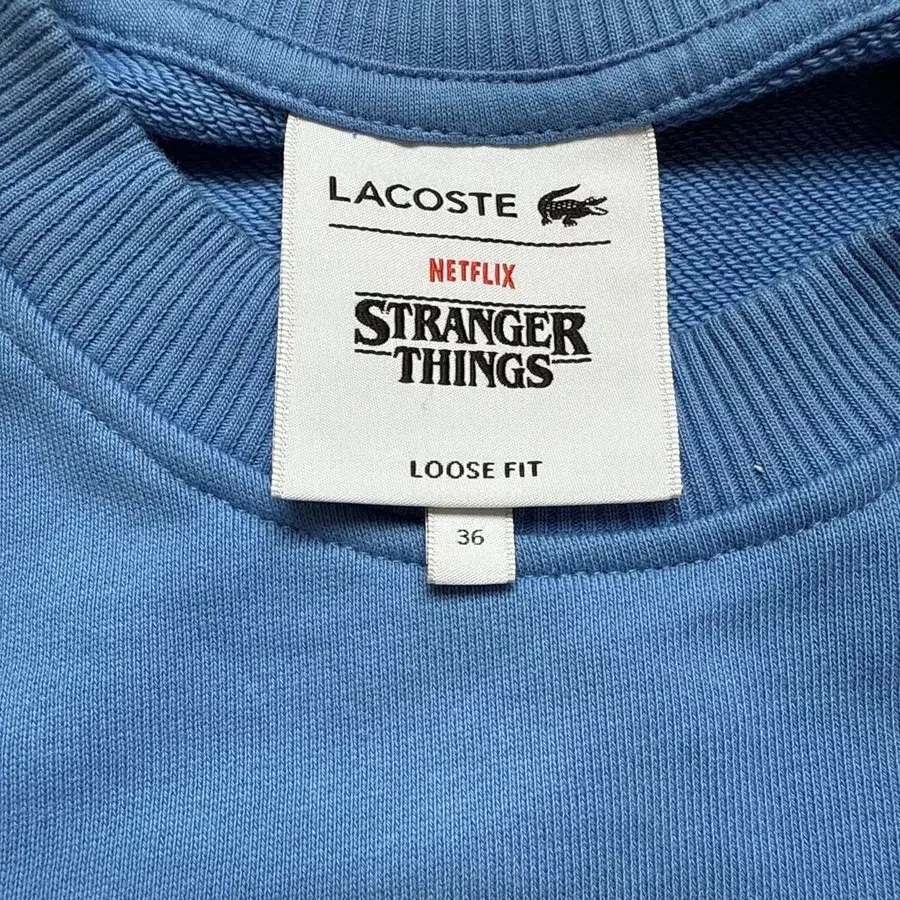 LACOSTE
NETFLIX
STRANGER
THINGS
LOOSE FIT
36